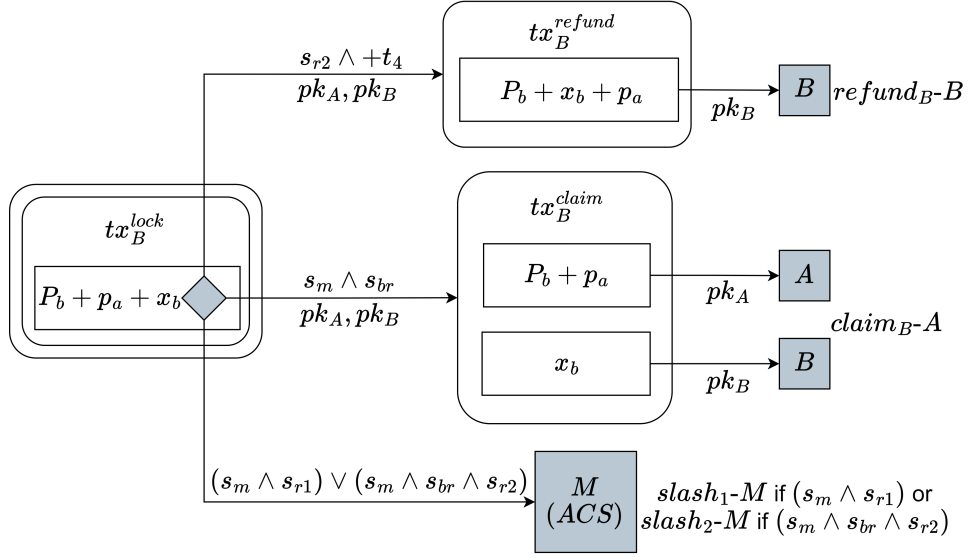 tx_B^{refund}
s_{r2} ∧ +t_4
pk_A, pk_B
P_b + x_b + p_a
pk_B
B
refund_B-B
tx_B^{lock}
P_b + p_a + x_b
s_m ∧ s_{br}
pk_A, pk_B
tx_B^{claim}
P_b + p_a
pk_A
A
claim_B-A
x_b
pk_B
B
(s_m ∧ s_{r1}) ∨ (s_m ∧ s_{br} ∧ s_{r2})
M
(ACS)
slash_1-M if (s_m ∧ s_{r1}) or
slash_2-M if (s_m ∧ s_{br} ∧ s_{r2})